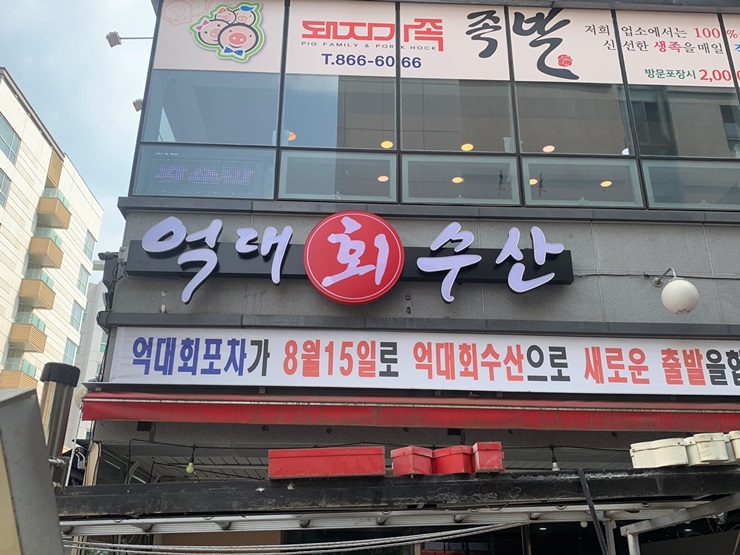 돼지가족
PIG FAMILY & PORK HOCK
T.866-6066
족발
저희 업소에서는 100%
신선한 생족을 매일
방문포장시 2,00
억대회수산
억대회포차가 8월15일로 억대회수산으로 새로운 출발을합